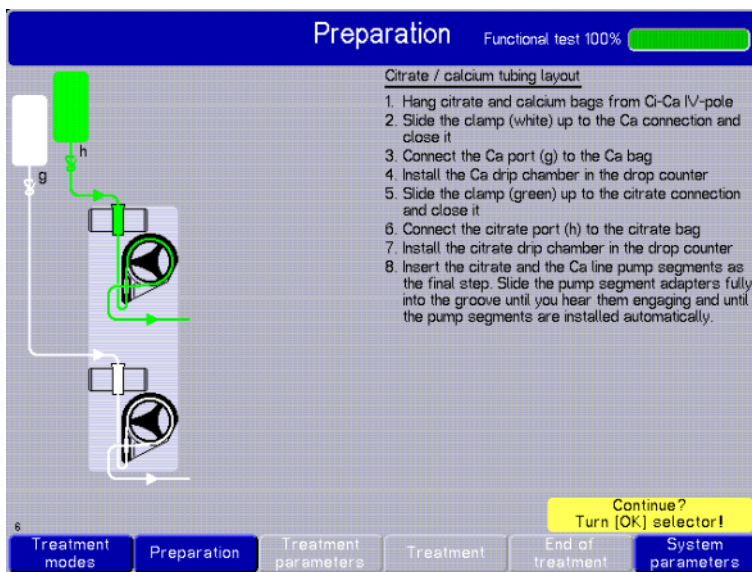 Preparation
Functional test 100%
Citrate / calcium tubing layout
1. Hang citrate and calcium bags from Ci-Ca IV-pole
2. Slide the clamp (white) up to the Ca connection and
close it
3. Connect the Ca port (g) to the Ca bag
4. Install the Ca drip chamber in the drop counter
5. Slide the clamp (green) up to the citrate connection
and close it
6. Connect the citrate port (h) to the citrate bag
7. Install the citrate drip chamber in the drop counter
8. Insert the citrate and the Ca line pump segments as
the final step. Slide the pump segment adapters fully
into the groove until you hear them engaging and until
the pump segments are installed automatically.
h
g
Continue?
Turn [OK] selector!
6
Treatment
modes
Preparation
Treatment
parameters
Treatment
End of
treatment
System
parameters